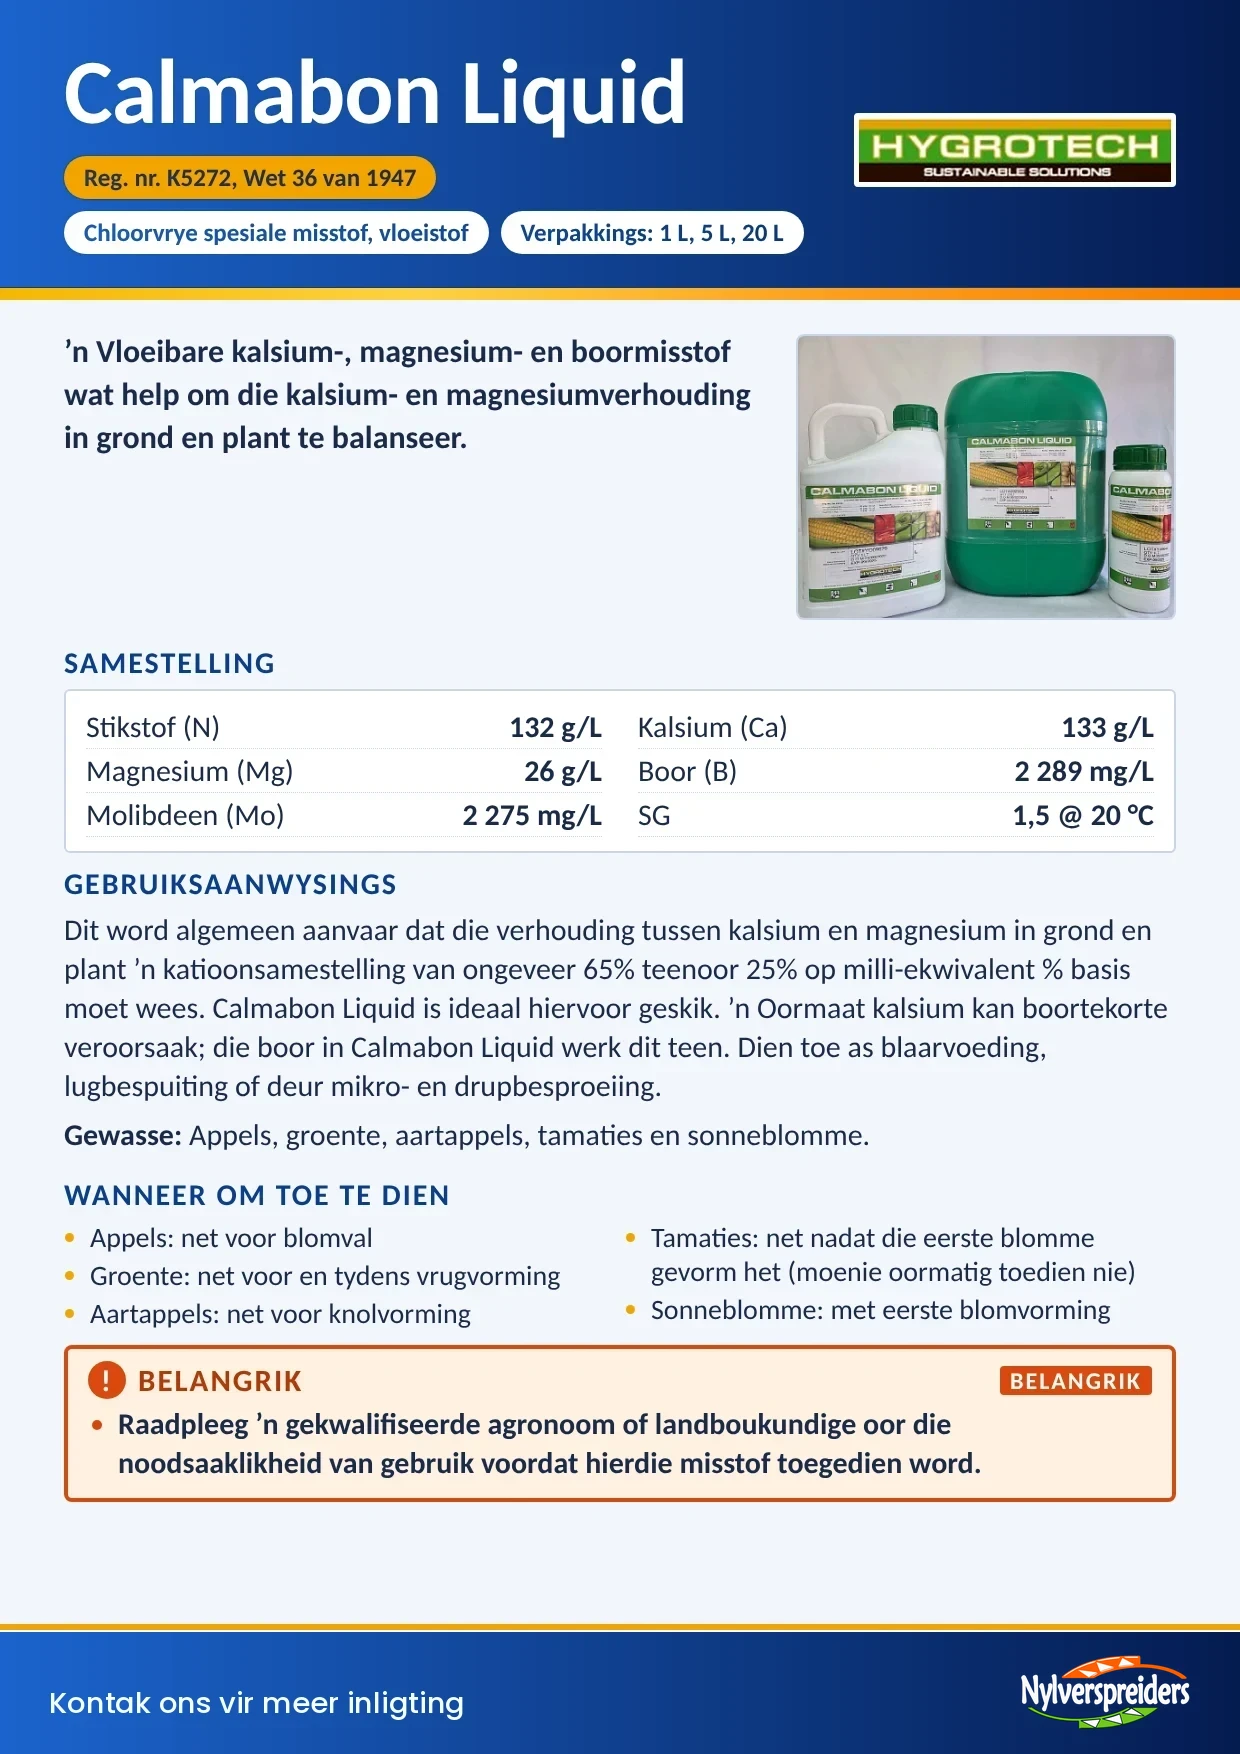 Calmabon Liquid
Reg. nr. K5272, Wet 36 van 1947
Chloorvrye spesiale misstof, vloeistof
Verpakkings: 1 L, 5 L, 20 L
HYGROTECH
SUSTAINABLE SOLUTIONS
’n Vloeibare kalsium-, magnesium- en boormisstof
wat help om die kalsium- en magnesiumverhouding
in grond en plant te balanseer.
CALMABON LIQUID
CALMABON LIQUID
CALMABON
SAMESTELLING
Stikstof (N) 132 g/L Kalsium (Ca) 133 g/L
Magnesium (Mg) 26 g/L Boor (B) 2 289 mg/L
Molibdeen (Mo) 2 275 mg/L SG 1,5 @ 20 °C
GEBRUIKSAANWYSINGS
Dit word algemeen aanvaar dat die verhouding tussen kalsium en magnesium in grond en
plant ’n katioonsamestelling van ongeveer 65% teenoor 25% op milli-ekwivalent % basis
moet wees. Calmabon Liquid is ideaal hiervoor geskik. ’n Oormaat kalsium kan boortekorte
veroorsaak; die boor in Calmabon Liquid werk dit teen. Dien toe as blaarvoeding,
lugbespuiting of deur mikro- en drupbesproeiing.
Gewasse: Appels, groente, aartappels, tamaties en sonneblomme.
WANNEER OM TOE TE DIEN
• Appels: net voor blomval
• Groente: net voor en tydens vrugvorming
• Aartappels: net voor knolvorming
• Tamaties: net nadat die eerste blomme
gevorm het (moenie oormatig toedien nie)
• Sonneblomme: met eerste blomvorming
! BELANGRIK
BELANGRIK
• Raadpleeg ’n gekwalifiseerde agronoom of landboukundige oor die
noodsaaklikheid van gebruik voordat hierdie misstof toegedien word.
Kontak ons vir meer inligting
Nylverspreiders